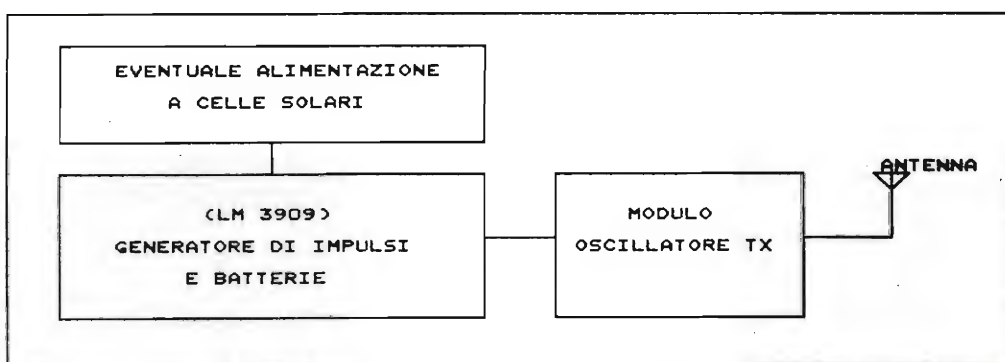 EVENTUALE ALIMENTAZIONE
A CELLE SOLARI
(LM 3909)
GENERATORE DI IMPULSI
E BATTERIE
MODULO
OSCILLATORE TX
ANTENNA